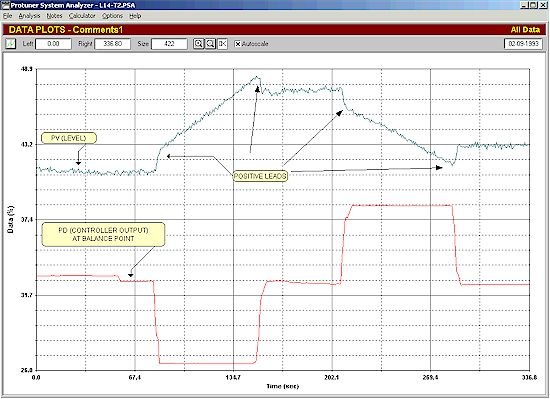 Protuner System Analyzer - L14-T2.PSA
File Analysis Notes Calculator Options Help
DATA PLOTS - Comments1 All Data
Left 0.00 Right 336.80 Size 422 Autoscale 02-09-1993
48.9
PV (LEVEL)
43.2
POSITIVE LEADS
Data (%)
37.4
PD (CONTROLLER OUTPUT)
AT BALANCE POINT
31.7
26.0
0.0 67.4 134.7 202.1 269.4 336.8
Time (sec)